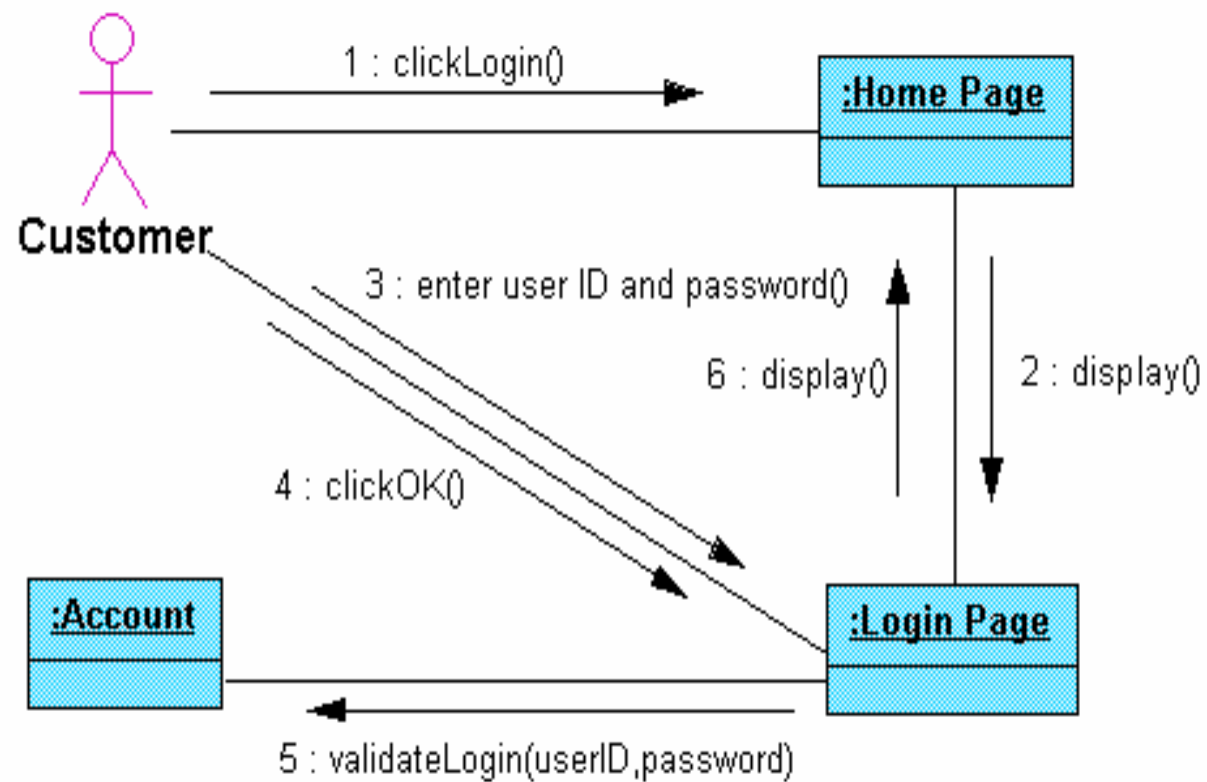 1 : clickLogin()
:Home Page
Customer
3 : enter user ID and password()
6 : display()
2 : display()
4 : clickOK()
:Account
:Login Page
5 : validateLogin(userID,password)